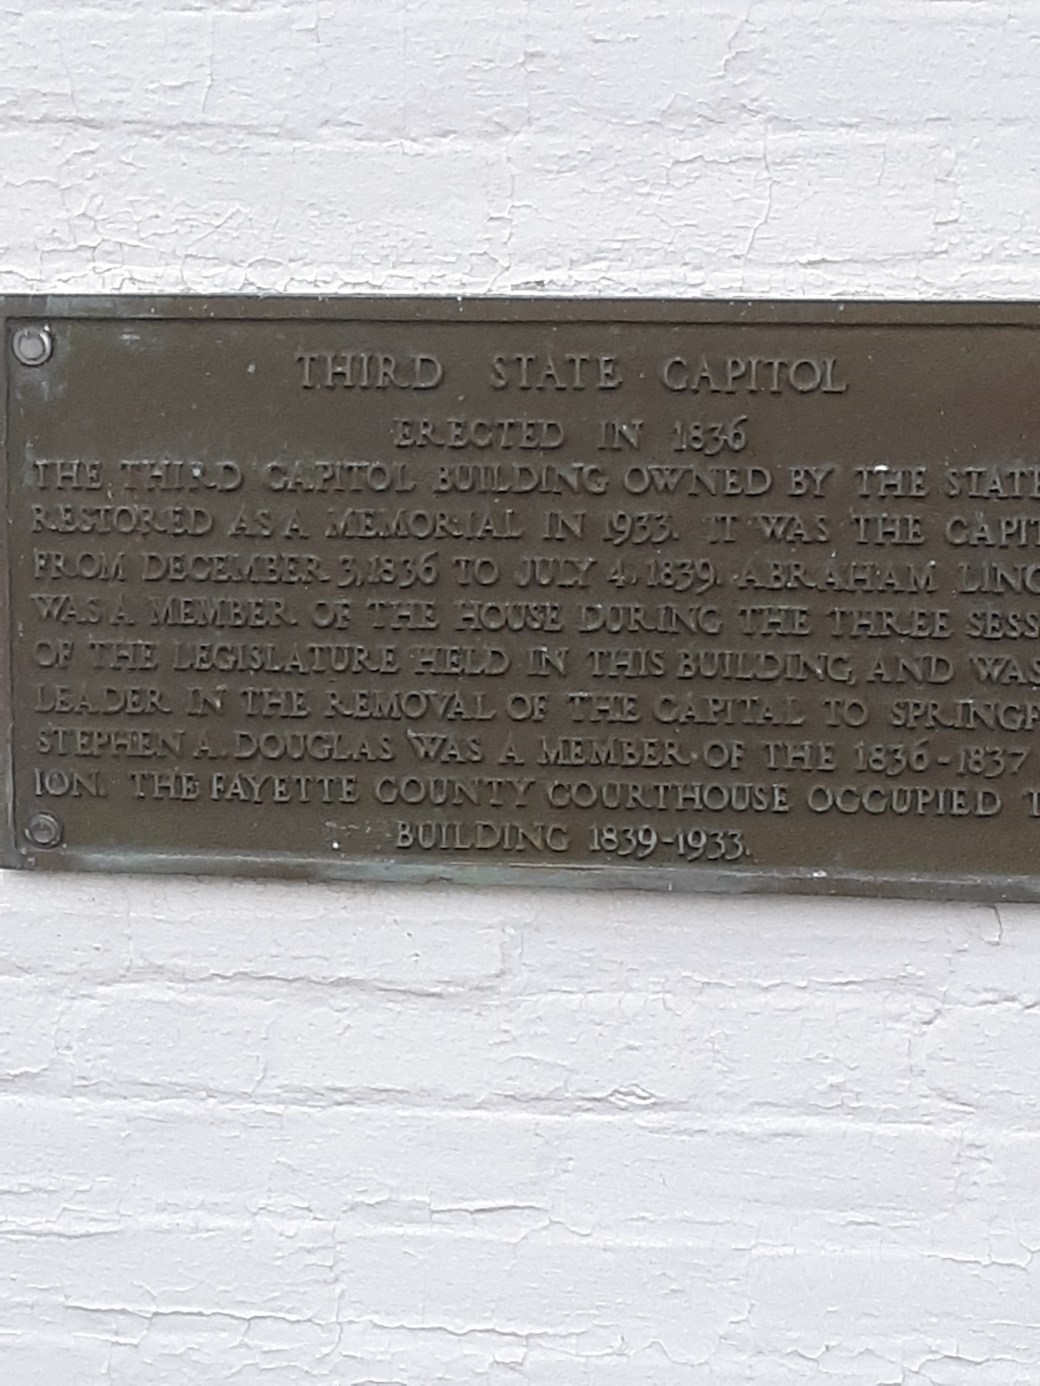 THIRD STATE CAPITOL
ERECTED IN 1836
THE THIRD CAPITOL BUILDING OWNED BY THE STATE
RESTORED AS A MEMORIAL IN 1933. IT WAS THE CAPIT
FROM DECEMBER 3, 1836 TO JULY 4, 1839. ABRAHAM LINC
WAS A MEMBER OF THE HOUSE DURING THE THREE SESS
OF THE LEGISLATURE HELD IN THIS BUILDING, AND WAS
LEADER IN THE REMOVAL OF THE CAPITAL TO SPRINGF
STEPHEN A. DOUGLAS WAS A MEMBER OF THE 1836-1837
ION. THE FAYETTE COUNTY COURTHOUSE OCCUPIED T
BUILDING 1839-1933.